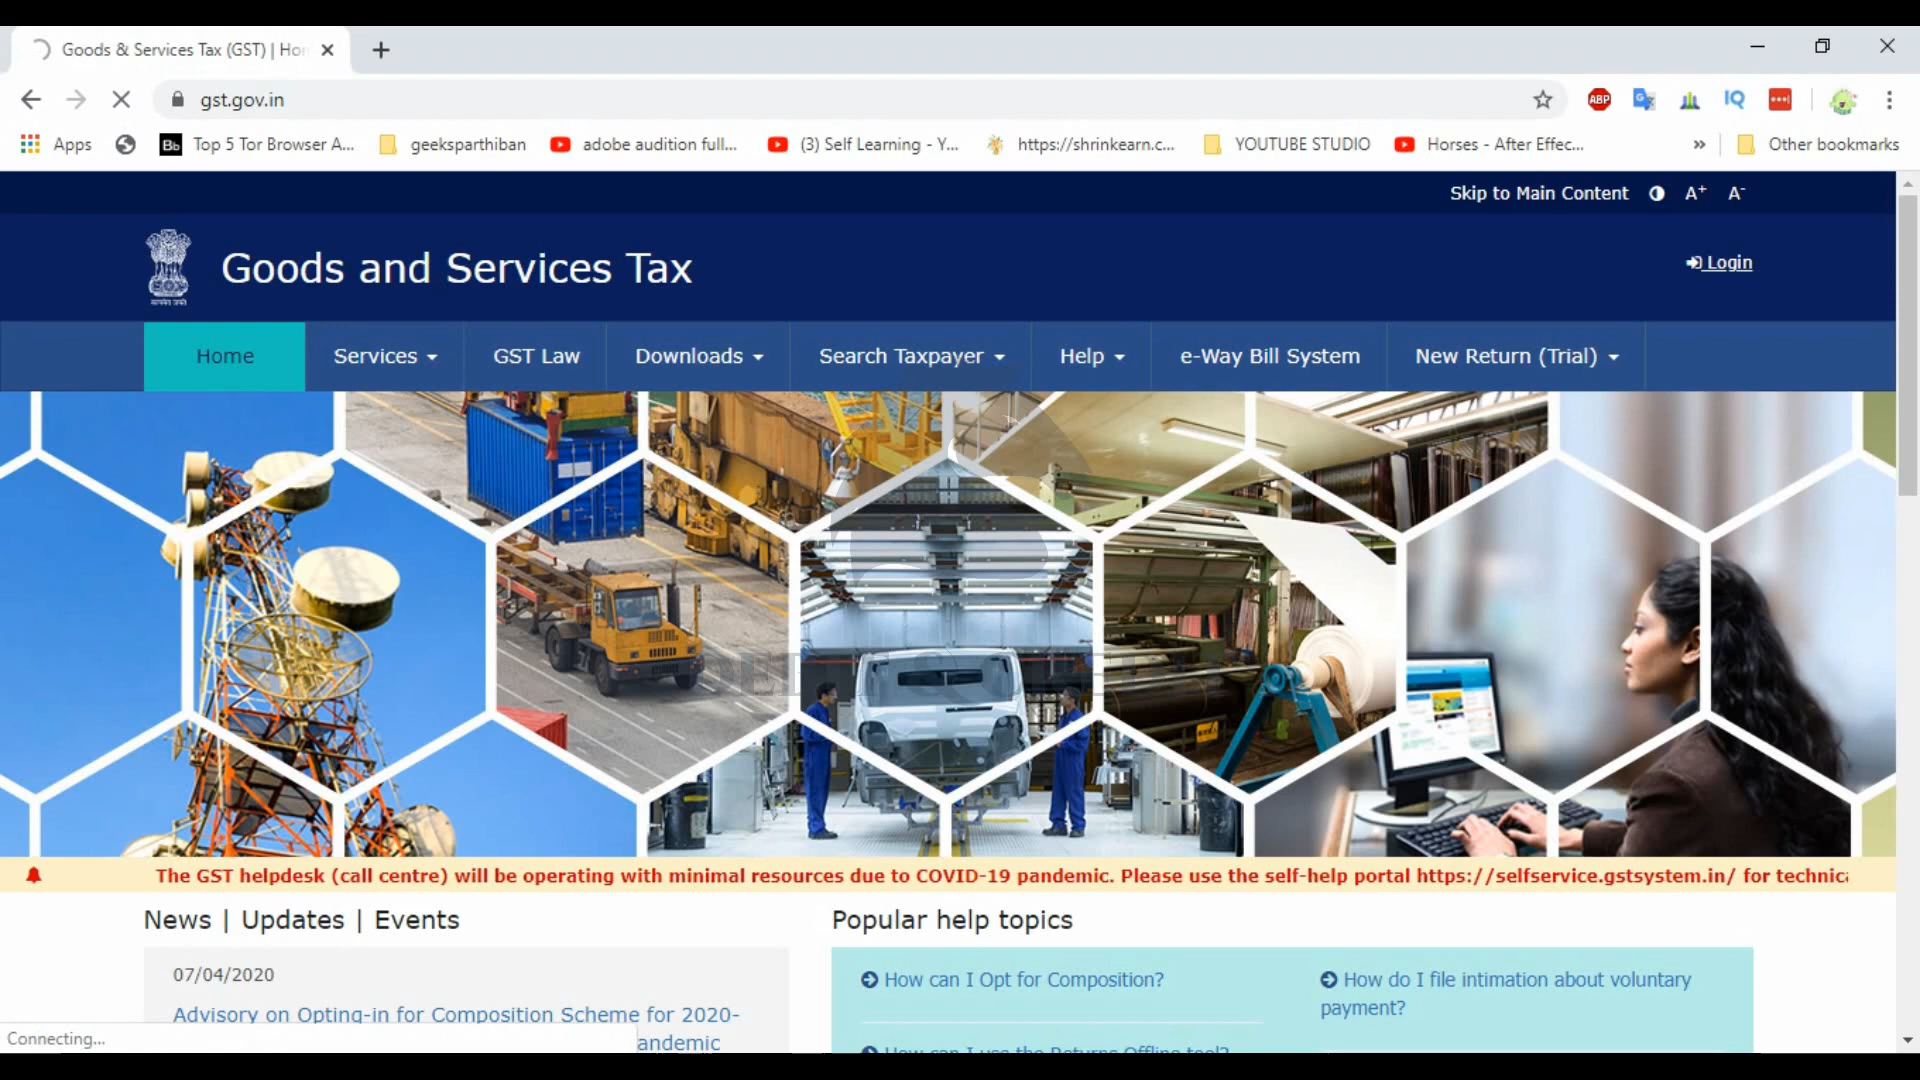 Goods & Services Tax (GST) | Hom
gst.gov.in
ABP
IQ
Apps
Bb
Top 5 Tor Browser A...
geeksparthiban
adobe audition full...
(3) Self Learning - Y...
https://shrinkearn.c...
YOUTUBE STUDIO
Horses - After Effec...
»
Other bookmarks
Skip to Main Content
A+
A-
Goods and Services Tax
Login
Home
Services
GST Law
Downloads
Search Taxpayer
Help
e-Way Bill System
New Return (Trial)
The GST helpdesk (call centre) will be operating with minimal resources due to COVID-19 pandemic. Please use the self-help portal https://selfservice.gstsystem.in/ for technica
News | Updates | Events
07/04/2020
Advisory on Opting-in for Composition Scheme for 2020-
andemic
Popular help topics
How can I Opt for Composition?
How do I file intimation about voluntary
payment?
How can I use the Returns Offline tool?
Connecting...